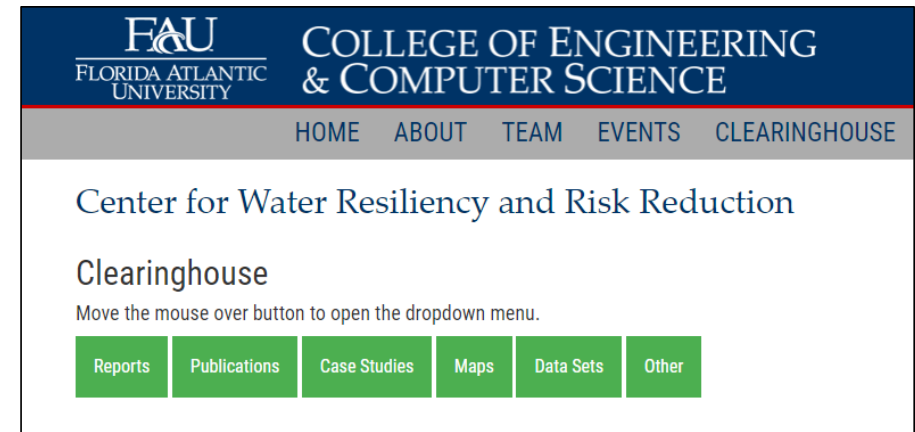 FAU
FLORIDA ATLANTIC
UNIVERSITY
COLLEGE OF ENGINEERING
& COMPUTER SCIENCE
HOME ABOUT TEAM EVENTS CLEARINGHOUSE
Center for Water Resiliency and Risk Reduction
Clearinghouse
Move the mouse over button to open the dropdown menu.
Reports Publications Case Studies Maps Data Sets Other